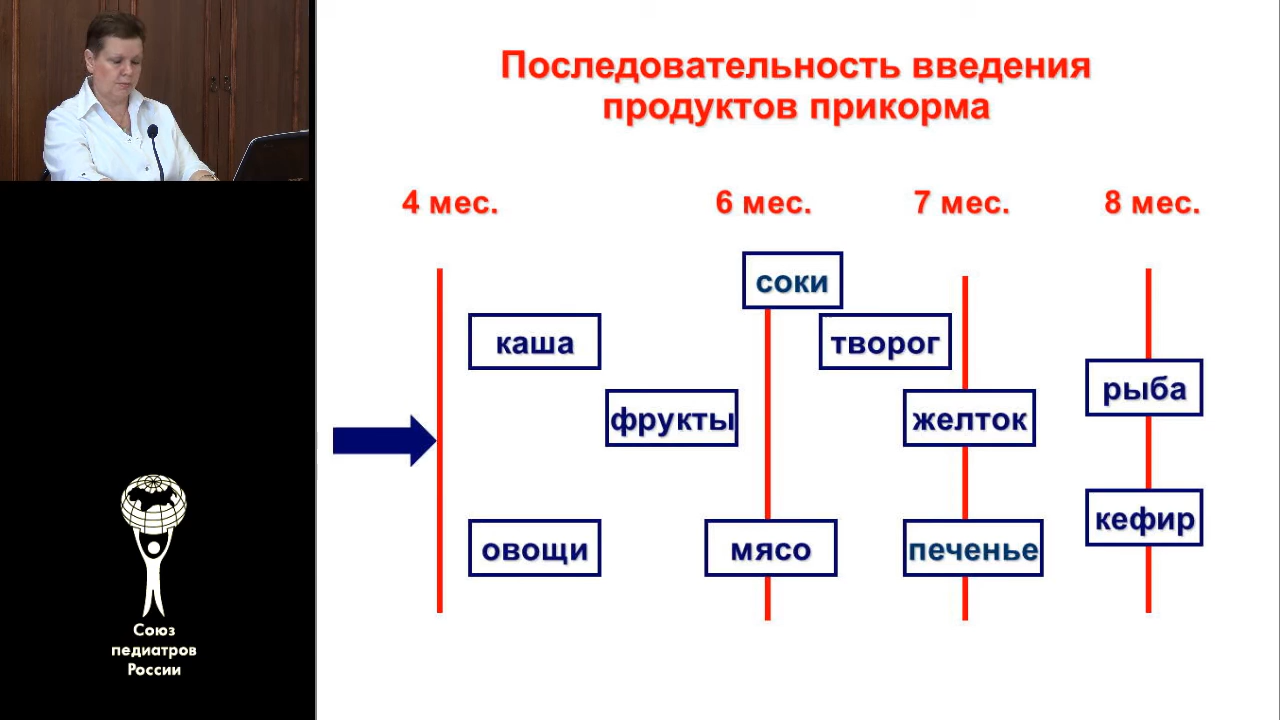 Последовательность введения
продуктов прикорма
4 мес.
6 мес.
7 мес.
8 мес.
соки
каша
творог
рыба
фрукты
желток
кефир
овощи
мясо
печенье
Союз
педиатров
России